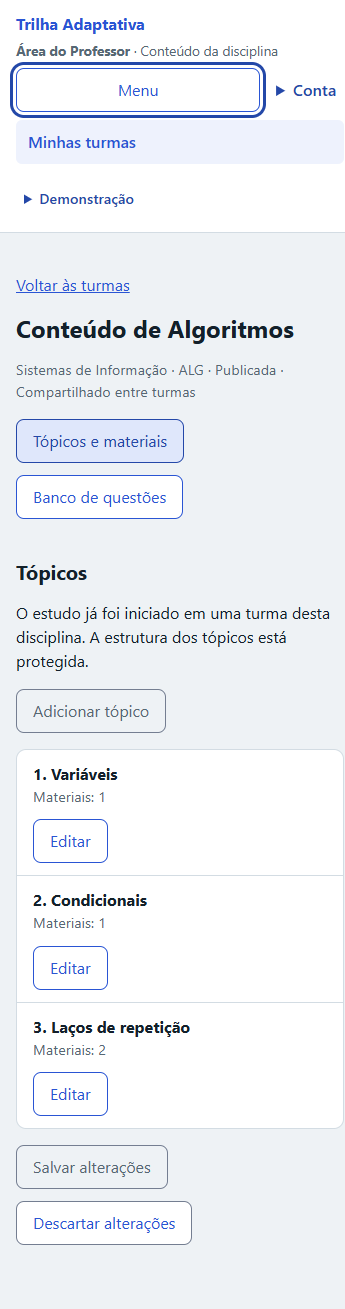 Trilha Adaptativa
Área do Professor · Conteúdo da disciplina
Menu
▶ Conta
Minhas turmas
▶ Demonstração
Voltar às turmas
Conteúdo de Algoritmos
Sistemas de Informação · ALG · Publicada ·
Compartilhado entre turmas
Tópicos e materiais
Banco de questões
Tópicos
O estudo já foi iniciado em uma turma desta
disciplina. A estrutura dos tópicos está
protegida.
Adicionar tópico
1. Variáveis
Materiais: 1
Editar
2. Condicionais
Materiais: 1
Editar
3. Laços de repetição
Materiais: 2
Editar
Salvar alterações
Descartar alterações